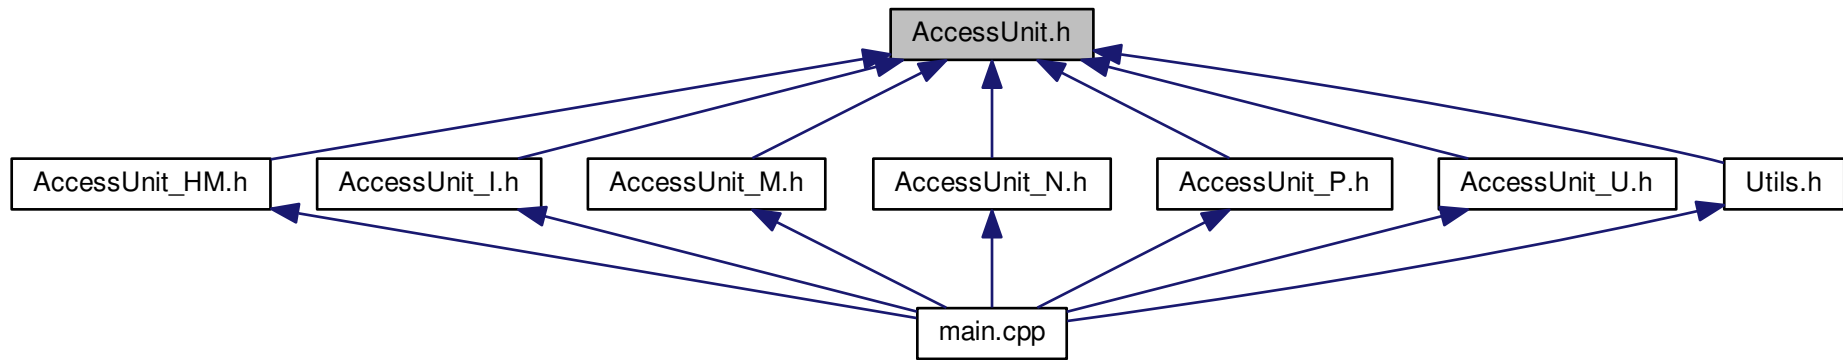 AccessUnit.h
AccessUnit_HM.h
AccessUnit_I.h
AccessUnit_M.h
AccessUnit_N.h
AccessUnit_P.h
AccessUnit_U.h
Utils.h
main.cpp